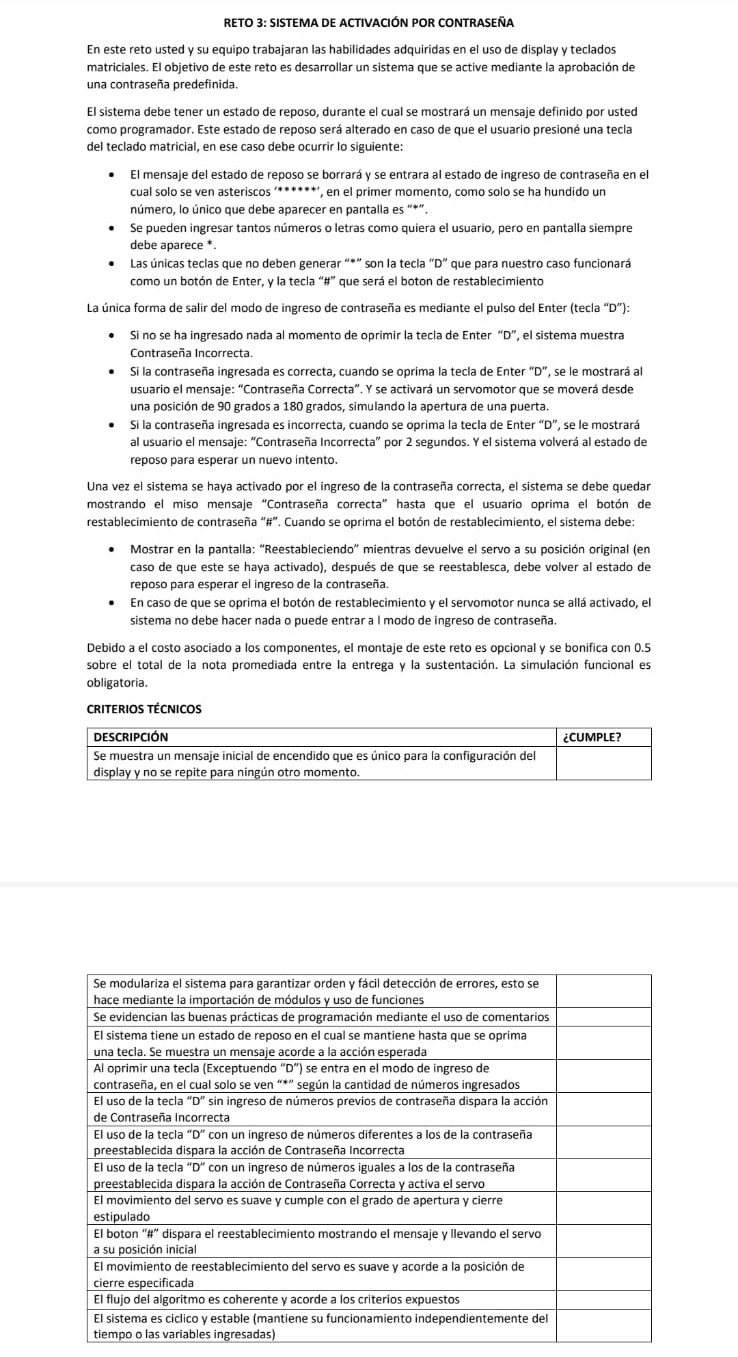 RETO 3: SISTEMA DE ACTIVACIÓN POR CONTRASEÑA
En este reto usted y su equipo trabajaran las habilidades adquiridas en el uso de display y teclados
matriciales. El objetivo de este reto es desarrollar un sistema que se active mediante la aprobación de
una contraseña predefinida.
El sistema debe tener un estado de reposo, durante el cual se mostrará un mensaje definido por usted
como programador. Este estado de reposo será alterado en caso de que el usuario presioné una tecla
del teclado matricial, en ese caso debe ocurrir lo siguiente:
• El mensaje del estado de reposo se borrará y se entrara al estado de ingreso de contraseña en el
cual solo se ven asteriscos '******', en el primer momento, como solo se ha hundido un
número, lo único que debe aparecer en pantalla es "*".
• Se pueden ingresar tantos números o letras como quiera el usuario, pero en pantalla siempre
debe aparece *.
• Las únicas teclas que no deben generar "*" son la tecla "D" que para nuestro caso funcionará
como un botón de Enter, y la tecla "#" que será el boton de restablecimiento
La única forma de salir del modo de ingreso de contraseña es mediante el pulso del Enter (tecla "D"):
• Si no se ha ingresado nada al momento de oprimir la tecla de Enter "D", el sistema muestra
Contraseña Incorrecta.
• Si la contraseña ingresada es correcta, cuando se oprima la tecla de Enter "D", se le mostrará al
usuario el mensaje: "Contraseña Correcta". Y se activará un servomotor que se moverá desde
una posición de 90 grados a 180 grados, simulando la apertura de una puerta.
• Si la contraseña ingresada es incorrecta, cuando se oprima la tecla de Enter "D", se le mostrará
al usuario el mensaje: "Contraseña Incorrecta" por 2 segundos. Y el sistema volverá al estado de
reposo para esperar un nuevo intento.
Una vez el sistema se haya activado por el ingreso de la contraseña correcta, el sistema se debe quedar
mostrando el miso mensaje "Contraseña correcta" hasta que el usuario oprima el botón de
restablecimiento de contraseña "#". Cuando se oprima el botón de restablecimiento, el sistema debe:
• Mostrar en la pantalla: "Reestableciendo" mientras devuelve el servo a su posición original (en
caso de que este se haya activado), después de que se reestablesca, debe volver al estado de
reposo para esperar el ingreso de la contraseña.
• En caso de que se oprima el botón de restablecimiento y el servomotor nunca se allá activado, el
sistema no debe hacer nada o puede entrar a l modo de ingreso de contraseña.
Debido a el costo asociado a los componentes, el montaje de este reto es opcional y se bonifica con 0.5
sobre el total de la nota promediada entre la entrega y la sustentación. La simulación funcional es
obligatoria.
CRITERIOS TÉCNICOS
DESCRIPCIÓN ¿CUMPLE?
Se muestra un mensaje inicial de encendido que es único para la configuración del
display y no se repite para ningún otro momento.
Se modulariza el sistema para garantizar orden y fácil detección de errores, esto se
hace mediante la importación de módulos y uso de funciones
Se evidencian las buenas prácticas de programación mediante el uso de comentarios
El sistema tiene un estado de reposo en el cual se mantiene hasta que se oprima
una tecla. Se muestra un mensaje acorde a la acción esperada
Al oprimir una tecla (Exceptuendo "D") se entra en el modo de ingreso de
contraseña, en el cual solo se ven "*" según la cantidad de números ingresados
El uso de la tecla "D" sin ingreso de números previos de contraseña dispara la acción
de Contraseña Incorrecta
El uso de la tecla "D" con un ingreso de números diferentes a los de la contraseña
preestablecida dispara la acción de Contraseña Incorrecta
El uso de la tecla "D" con un ingreso de números iguales a los de la contraseña
preestablecida dispara la acción de Contraseña Correcta y activa el servo
El movimiento del servo es suave y cumple con el grado de apertura y cierre
estipulado
El boton "#" dispara el reestablecimiento mostrando el mensaje y llevando el servo
a su posición inicial
El movimiento de reestablecimiento del servo es suave y acorde a la posición de
cierre especificada
El flujo del algoritmo es coherente y acorde a los criterios expuestos
El sistema es ciclico y estable (mantiene su funcionamiento independientemente del
tiempo o las variables ingresadas)